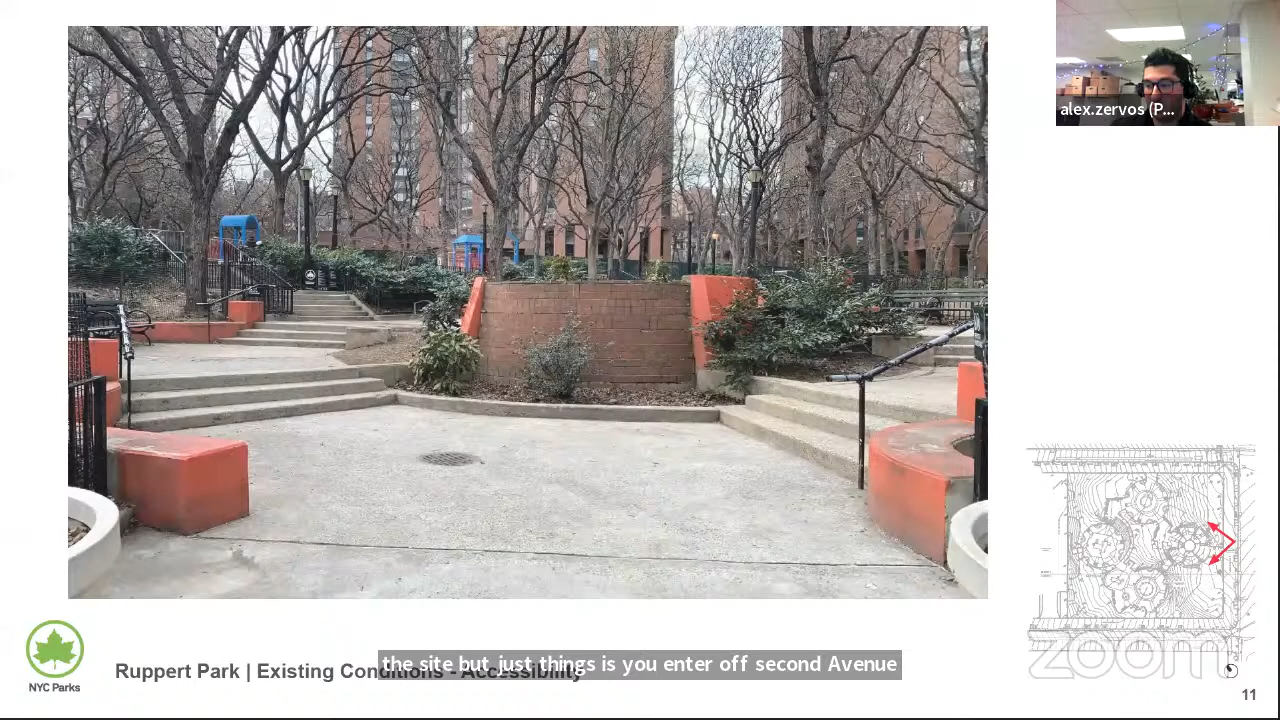 alex.zervos (P...
the site but just things is you enter off second Avenue
NYC Parks
Ruppert Park | Existing Conditions - Accessibility
zoom
11